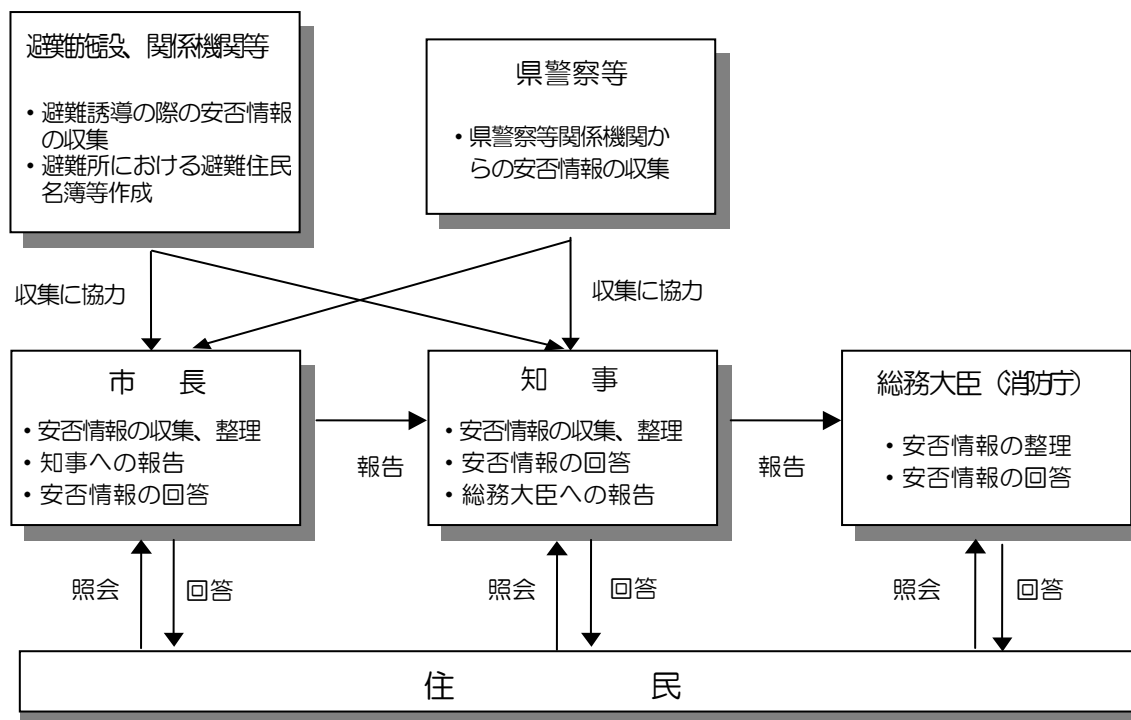 避難施設、関係機関等
・避難誘導の際の安否情報
の収集
・避難所における避難住民
名簿等作成
県警察等
・県警察等関係機関か
らの安否情報の収集
収集に協力
収集に協力
市　長
・安否情報の収集、整理
・知事への報告
・安否情報の回答
報告
知　事
・安否情報の収集、整理
・安否情報の回答
・総務大臣への報告
報告
総務大臣（消防庁）
・安否情報の整理
・安否情報の回答
照会
回答
照会
回答
照会
回答
住　民